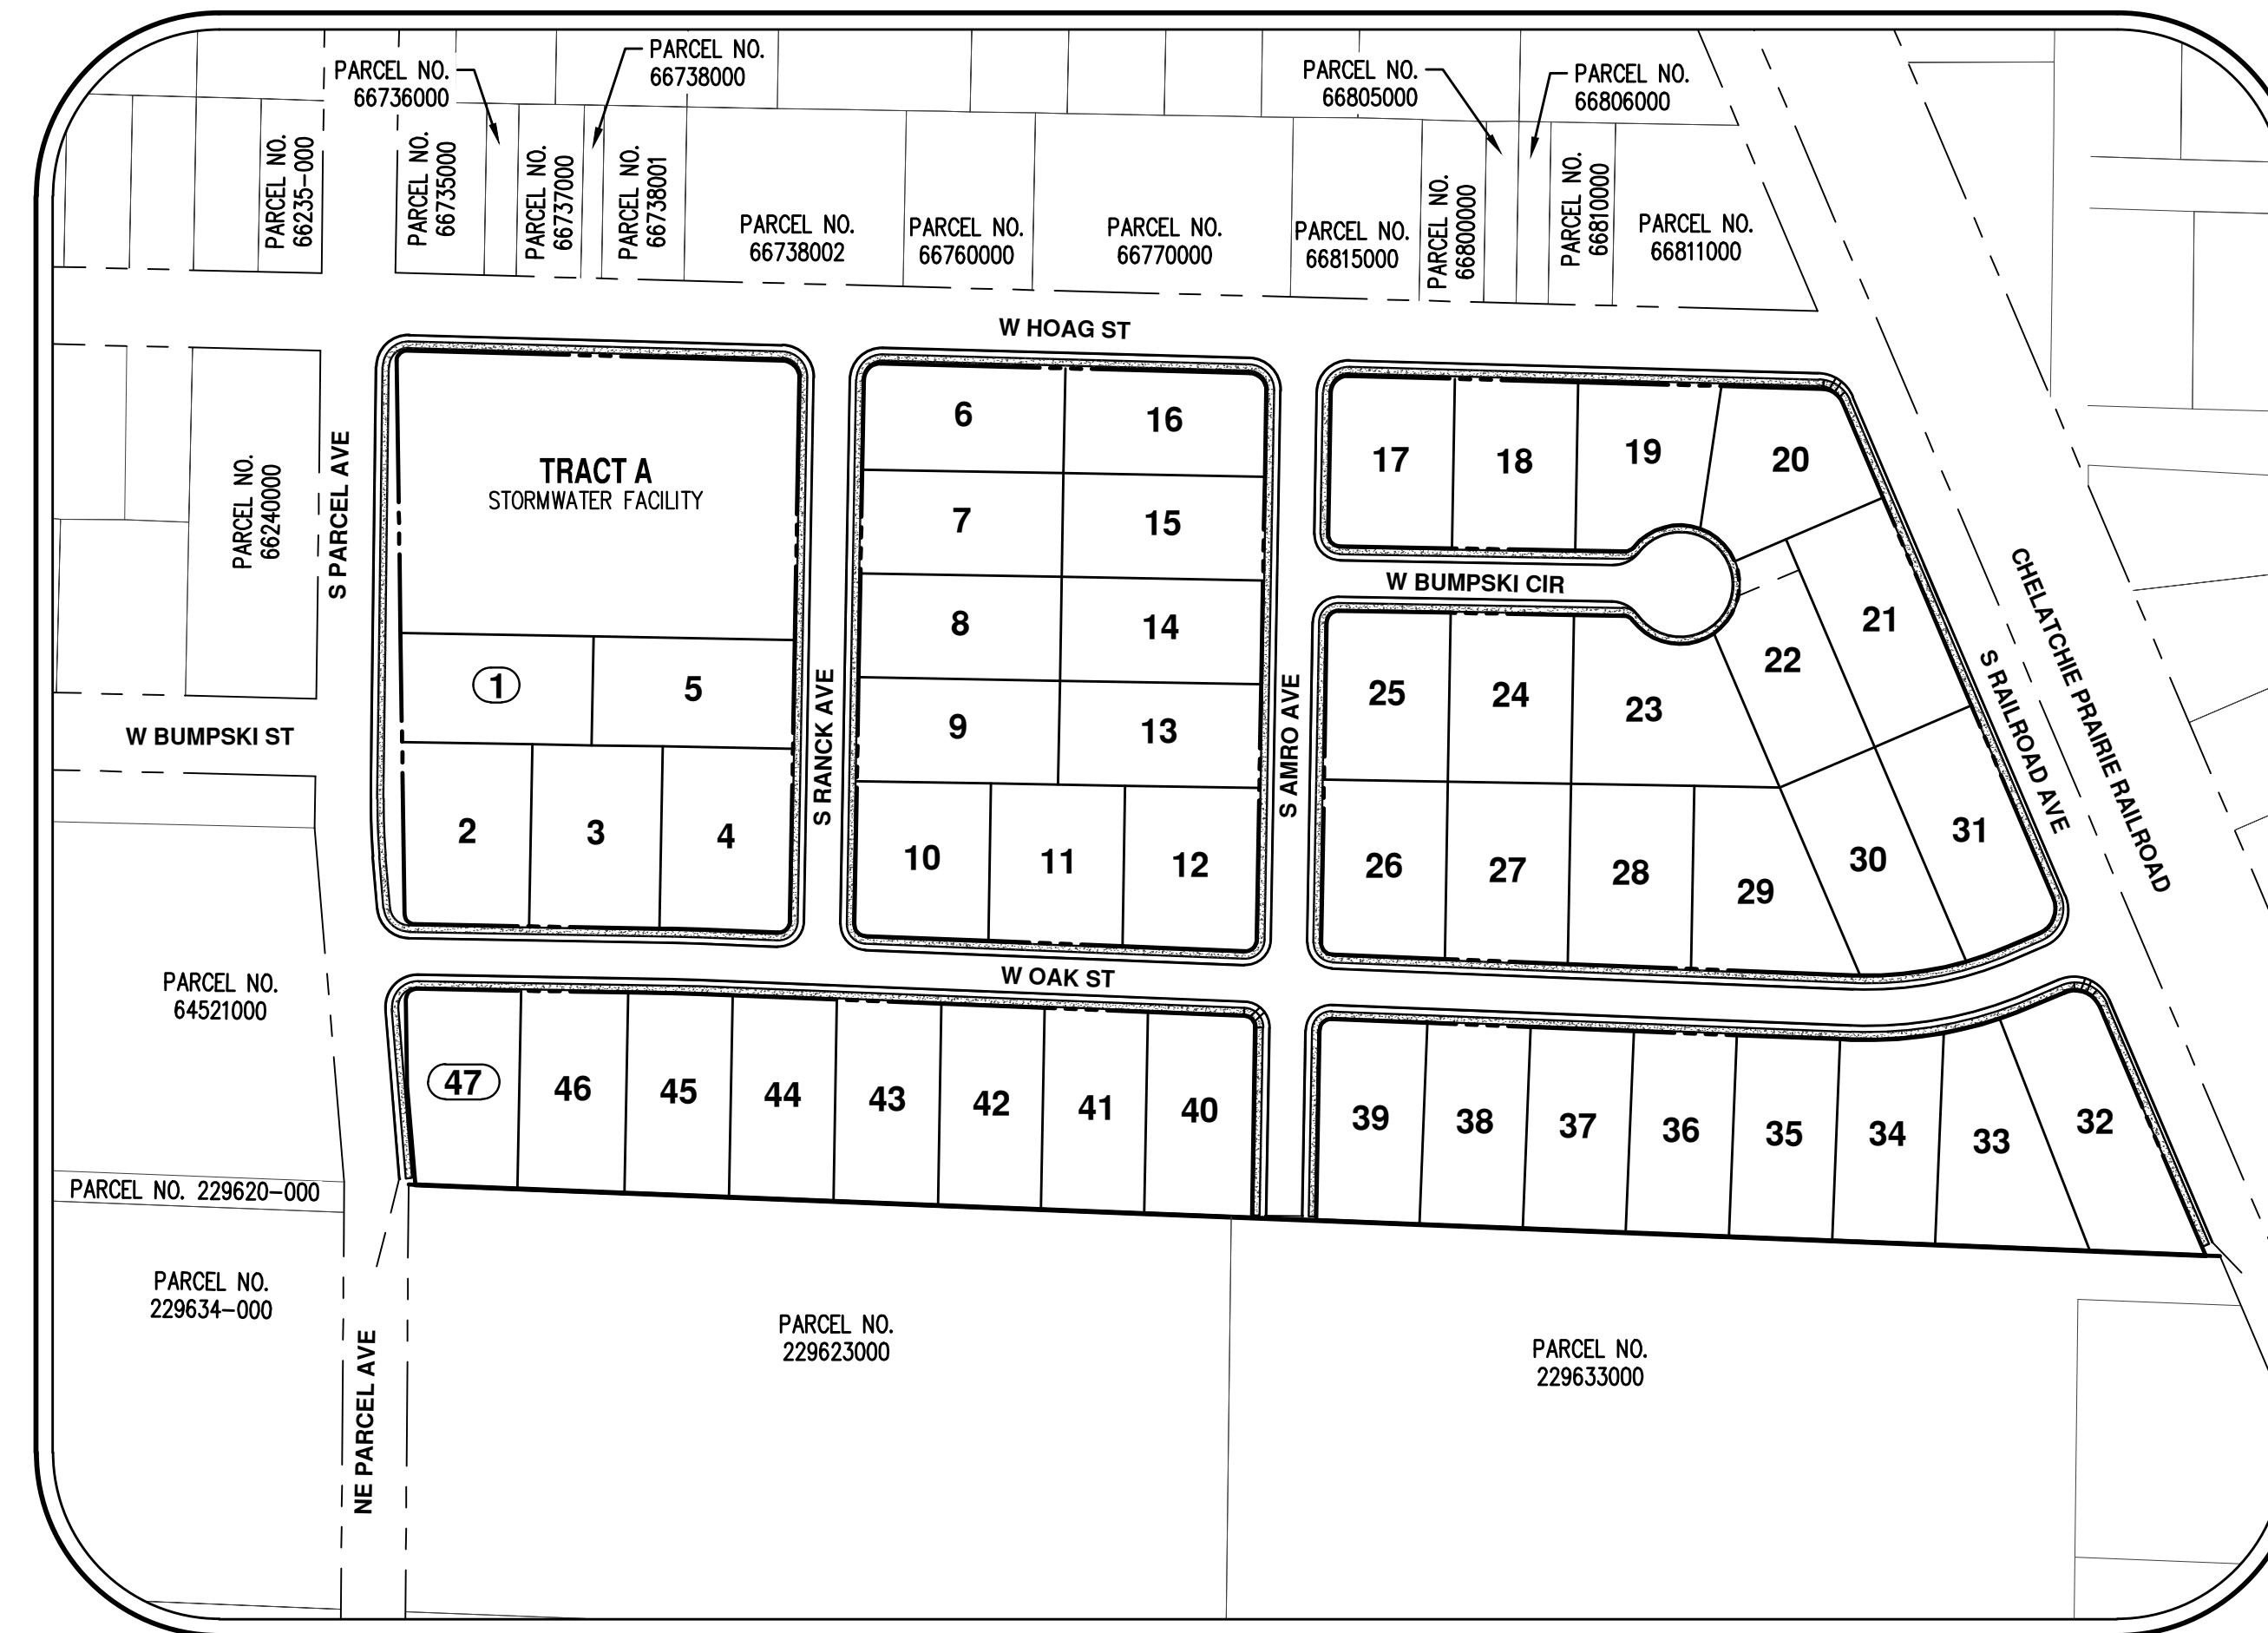 PARCEL NO.
66736000
PARCEL NO.
66738000
PARCEL NO.
66805000
PARCEL NO.
66806000
PARCEL NO.
66235-000
PARCEL NO.
66735000
PARCEL NO.
66737000
PARCEL NO.
66738001
PARCEL NO.
66738002
PARCEL NO.
66760000
PARCEL NO.
66770000
PARCEL NO.
66815000
PARCEL NO.
66800000
PARCEL NO.
66810000
PARCEL NO.
66811000
W HOAG ST
PARCEL NO.
66240000
S PARCEL AVE
TRACT A
STORMWATER FACILITY
6
16
7
15
8
14
9
13
10
11
12
17
18
19
20
W BUMPSKI CIR
21
22
CHELATCHIE PRAIRIE RAILROAD
S RAILROAD AVE
1
5
W BUMPSKI ST
S RANCK AVE
S AMRO AVE
25
24
23
2
3
4
26
27
28
29
30
31
W OAK ST
PARCEL NO.
64521000
47
46
45
44
43
42
41
40
39
38
37
36
35
34
33
32
PARCEL NO. 229620-000
PARCEL NO.
229634-000
NE PARCEL AVE
PARCEL NO.
229623000
PARCEL NO.
229633000